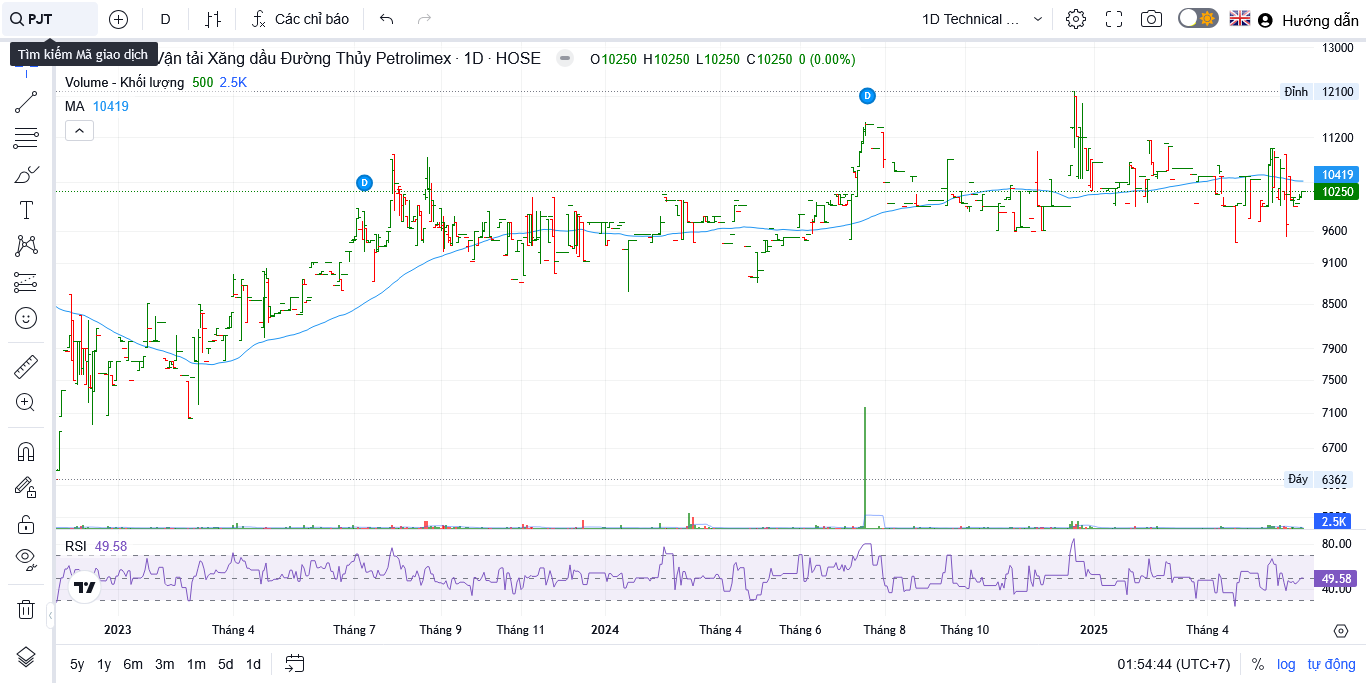 PJT D Các chỉ báo 1D Technical ... Hướng dẫn
Tìm kiếm Mã giao dịch
Vận tải Xăng dầu Đường Thủy Petrolimex · 1D · HOSE O10250 H10250 L10250 C10250 0 (0.00%)
Volume - Khối lượng 500 2.5K
MA 10419
13000
Đỉnh 12100
D
11200
10419
D
10250
9600
9100
8500
7900
7500
7100
6700
Đáy 6362
2.5K
RSI 49.58
80.00
49.58
40.00
2023 Tháng 4 Tháng 7 Tháng 9 Tháng 11 2024 Tháng 4 Tháng 6 Tháng 8 Tháng 10 2025 Tháng 4
5y 1y 6m 3m 1m 5d 1d 01:54:44 (UTC+7) % log tự động